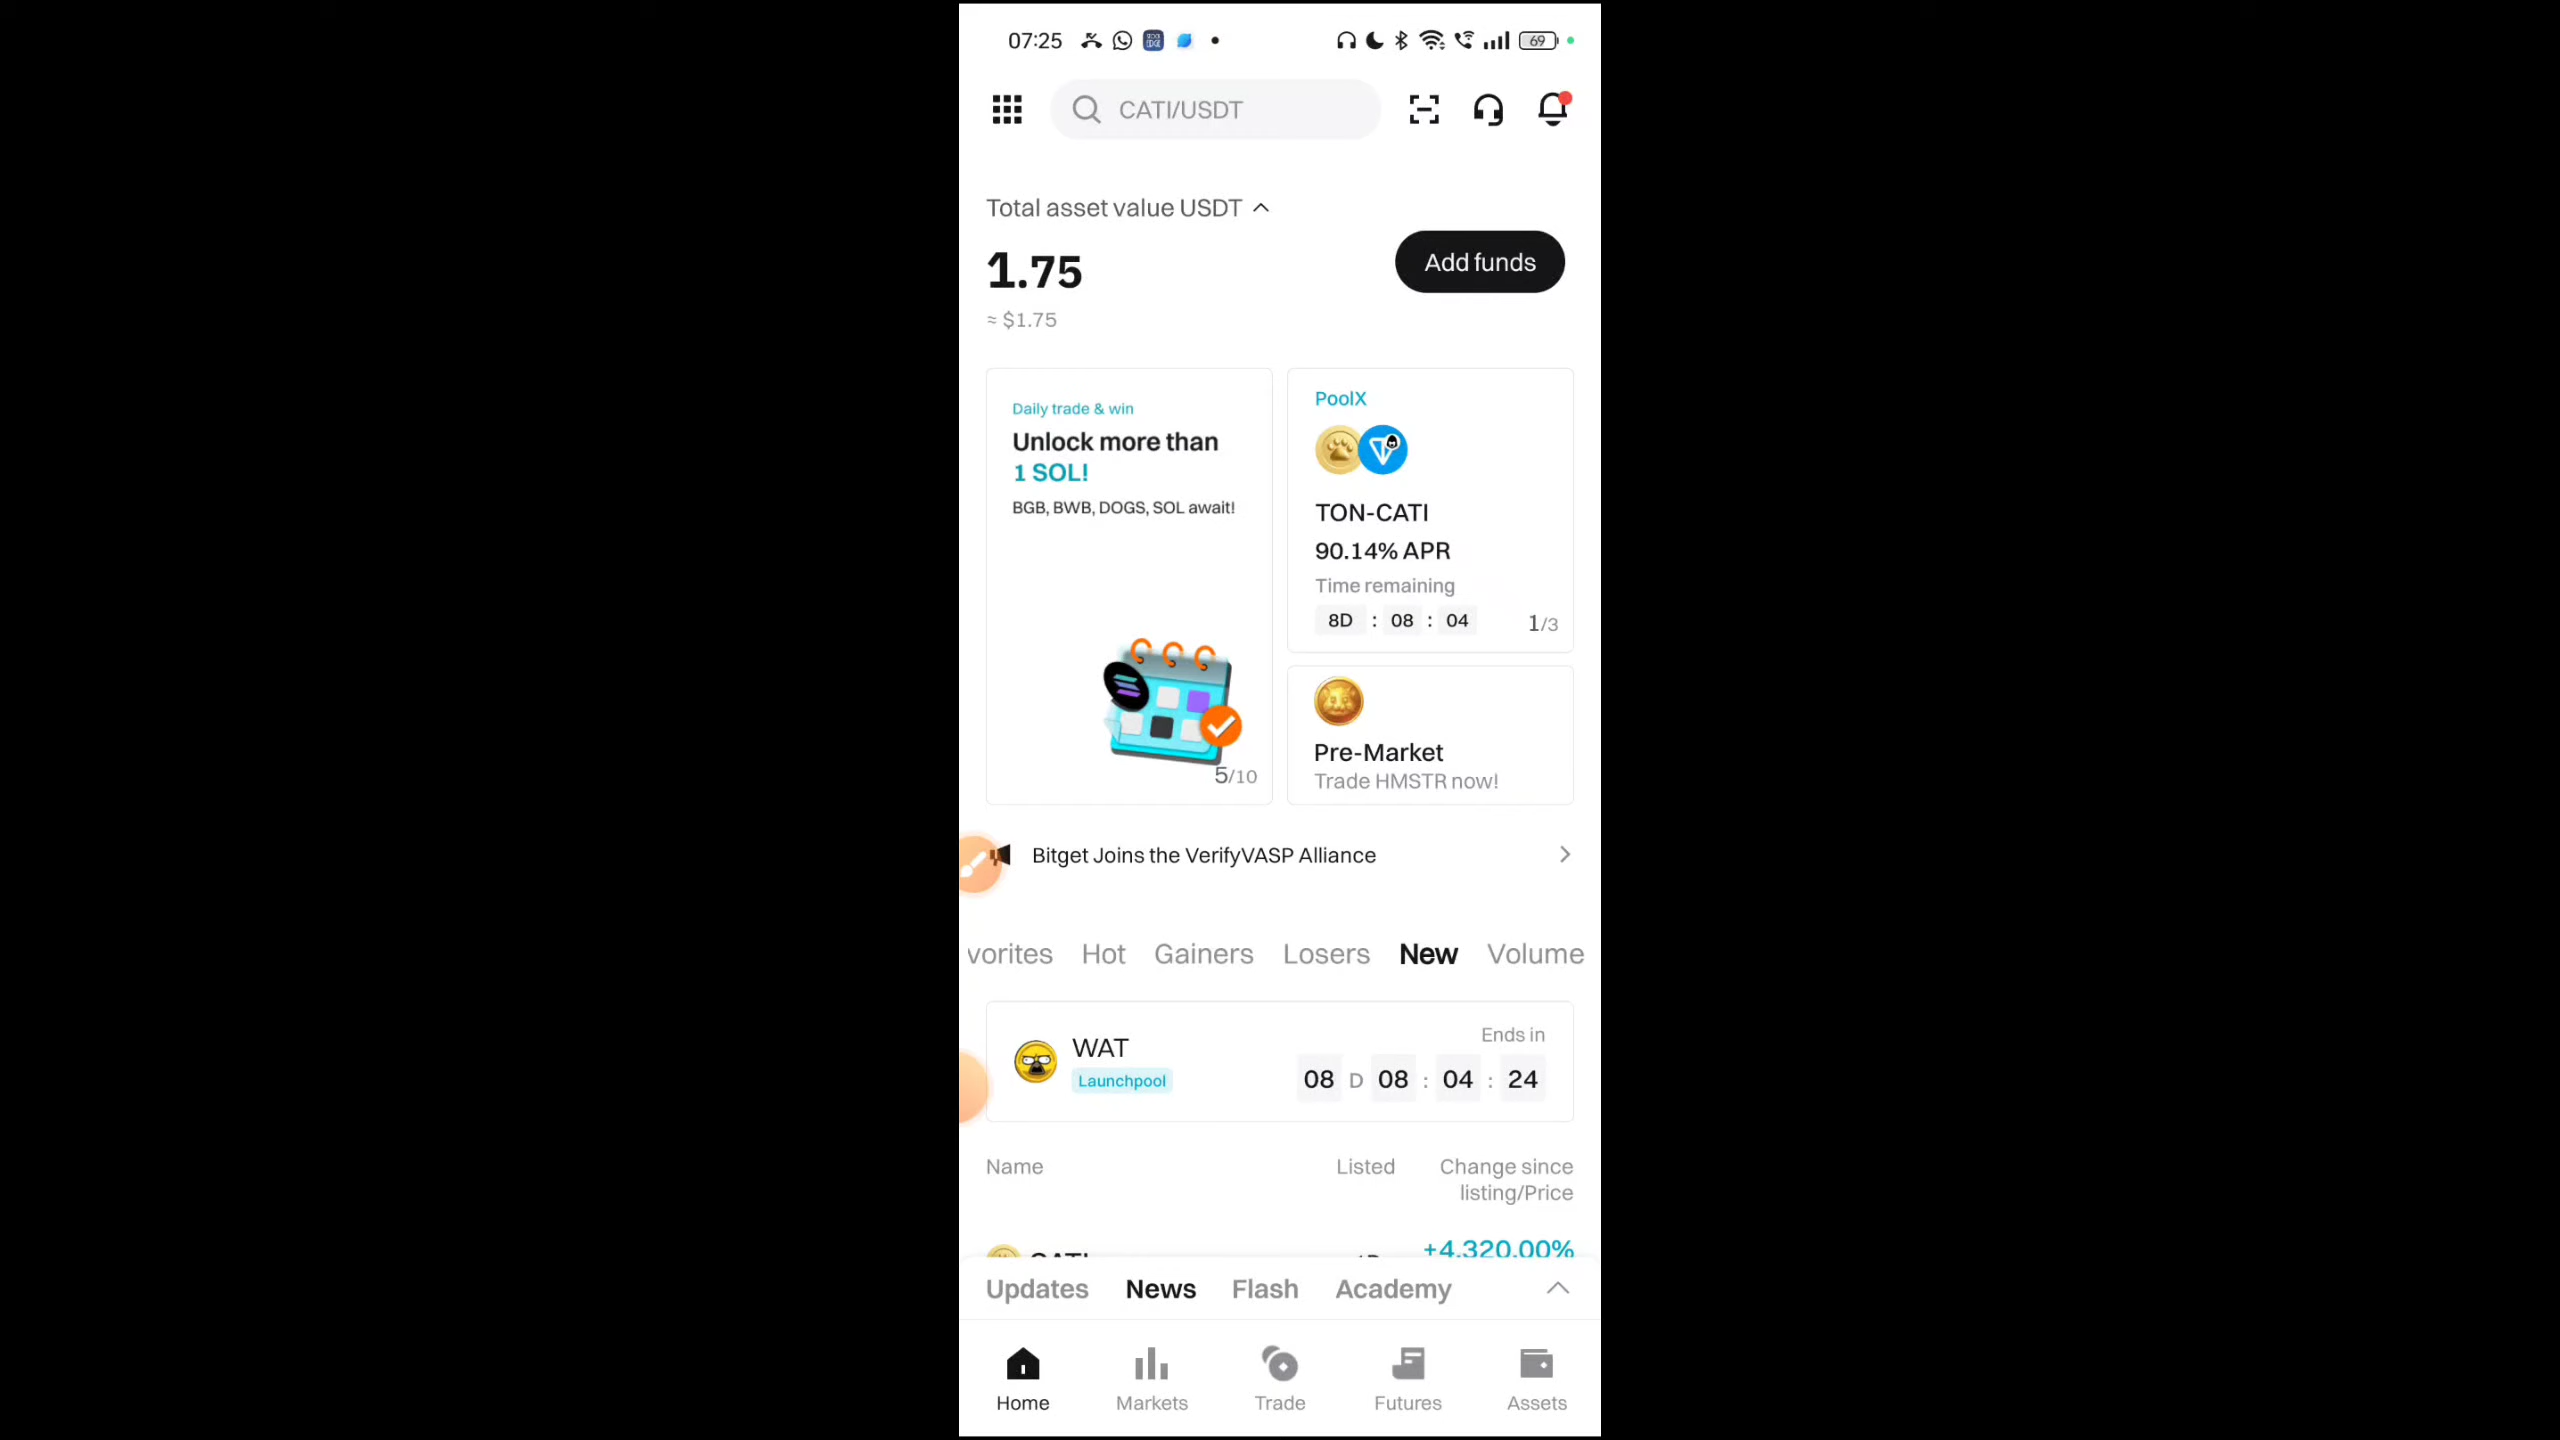 07:25
69
CATI/USDT
Total asset value USDT
1.75
Add funds
≈ $1.75
Daily trade & win
Unlock more than
1 SOL!
BGB, BWB, DOGS, SOL await!
5/10
PoolX
TON-CATI
90.14% APR
Time remaining
8D : 08 : 04
1/3
Pre-Market
Trade HMSTR now!
Bitget Joins the VerifyVASP Alliance
vorites Hot Gainers Losers New Volume
WAT
Launchpool
Ends in
08 D 08 : 04 : 24
Name Listed Change since
listing/Price
CATI +4,320.00%
Updates News Flash Academy
Home Markets Trade Futures Assets